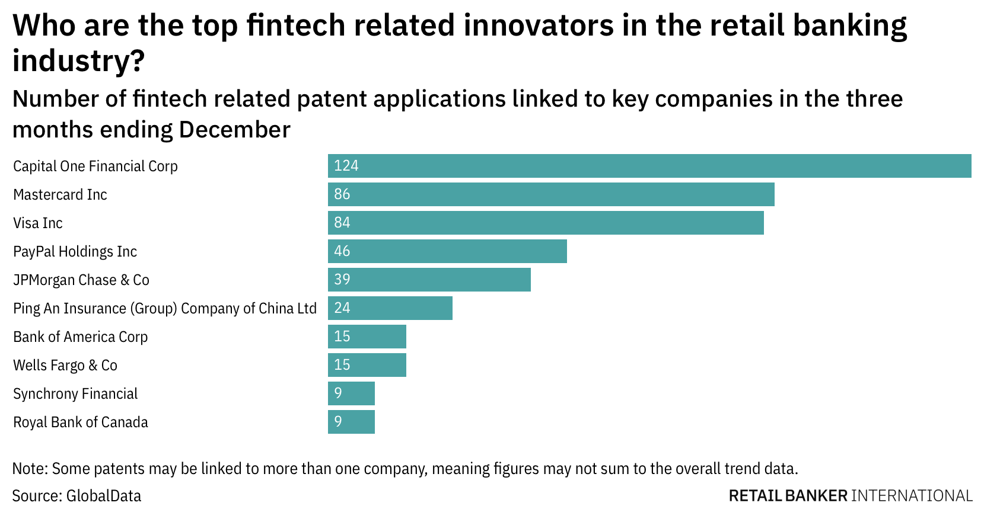 Who are the top fintech related innovators in the retail banking
industry?
Number of fintech related patent applications linked to key companies in the three
months ending December
Capital One Financial Corp 124
Mastercard Inc 86
Visa Inc 84
PayPal Holdings Inc 46
JPMorgan Chase & Co 39
Ping An Insurance (Group) Company of China Ltd 24
Bank of America Corp 15
Wells Fargo & Co 15
Synchrony Financial 9
Royal Bank of Canada 9
Note: Some patents may be linked to more than one company, meaning figures may not sum to the overall trend data.
Source: GlobalData RETAIL BANKER INTERNATIONAL